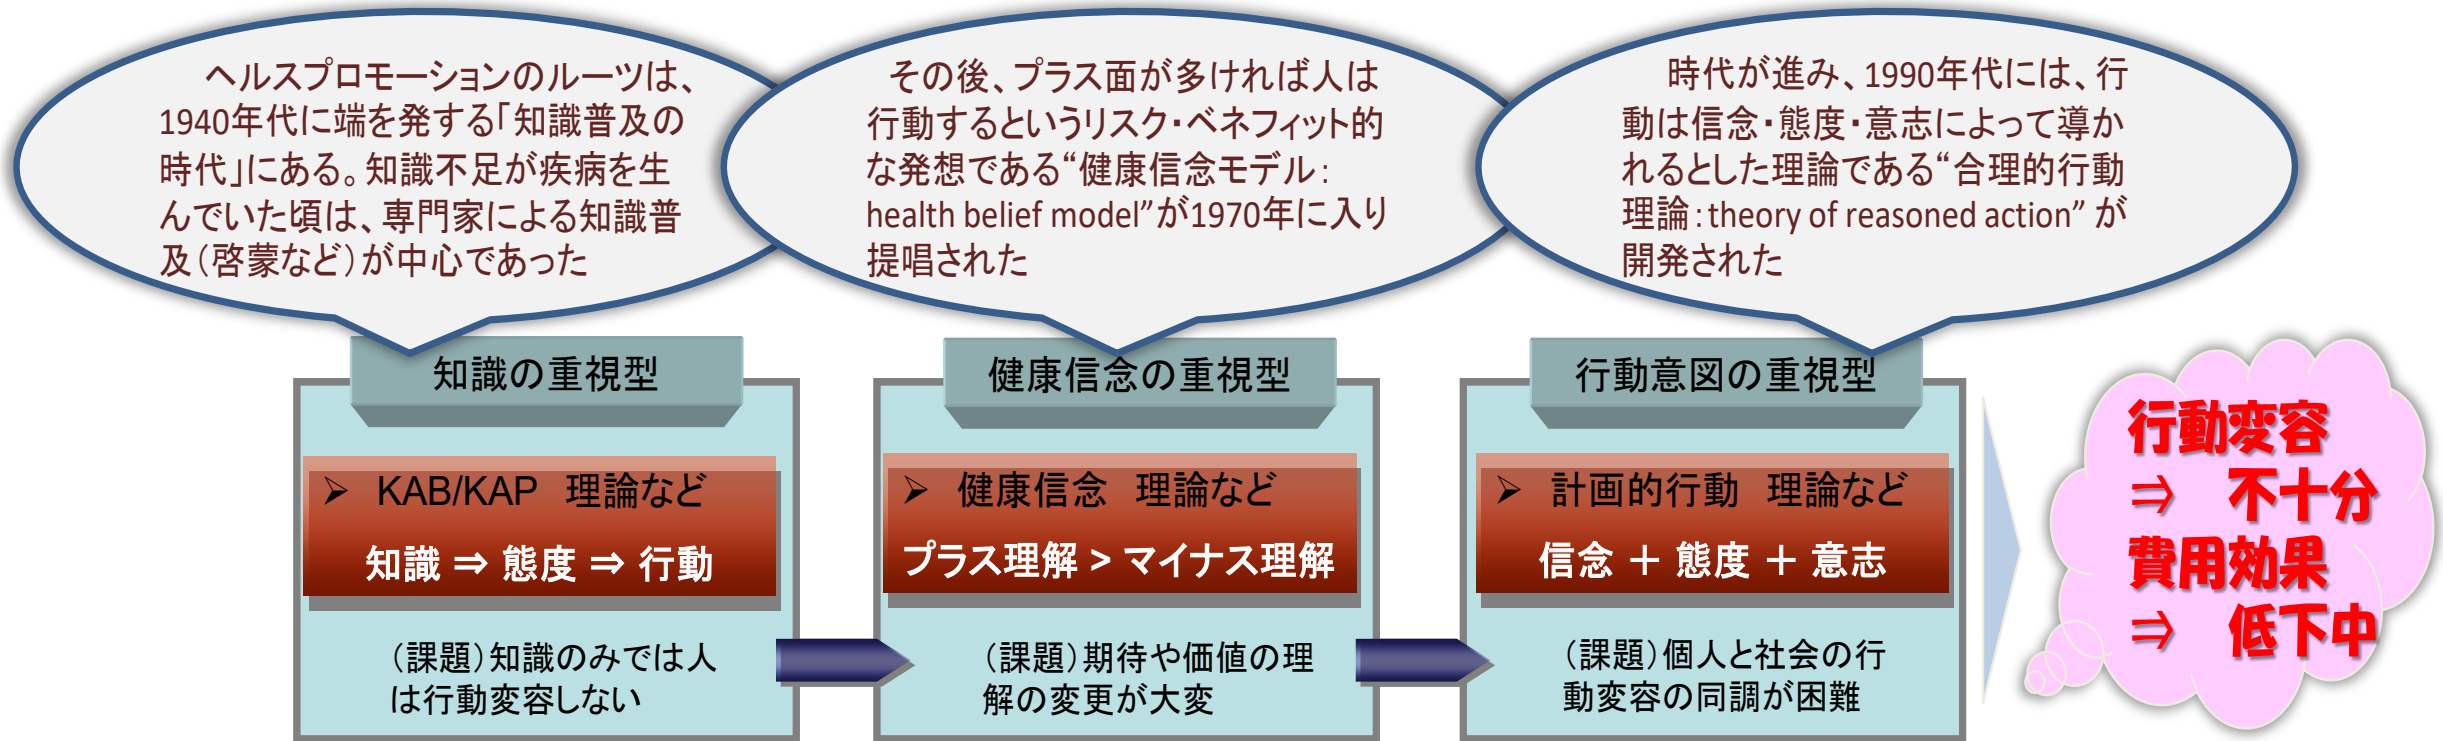 ヘルスプロモーションのルーツは、
1940年代に端を発する「知識普及の
時代」にある。知識不足が疾病を生
んでいた頃は、専門家による知識普
及（啓蒙など）が中心であった
その後、プラス面が多ければ人は
行動するというリスク・ベネフィット的
な発想である“健康信念モデル：
health belief model”が1970年に入り
提唱された
時代が進み、1990年代には、行
動は信念・態度・意志によって導か
れるとした理論である“合理的行動
理論：theory of reasoned action” が
開発された
知識の重視型
➢ KAB/KAP 理論など
知識 ⇒ 態度 ⇒ 行動
（課題）知識のみでは人
は行動変容しない
健康信念の重視型
➢ 健康信念 理論など
プラス理解 > マイナス理解
（課題）期待や価値の理
解の変更が大変
行動意図の重視型
➢ 計画的行動 理論など
信念 ＋ 態度 ＋ 意志
（課題）個人と社会の行
動変容の同調が困難
行動変容
⇒ 不十分
費用効果
⇒ 低下中